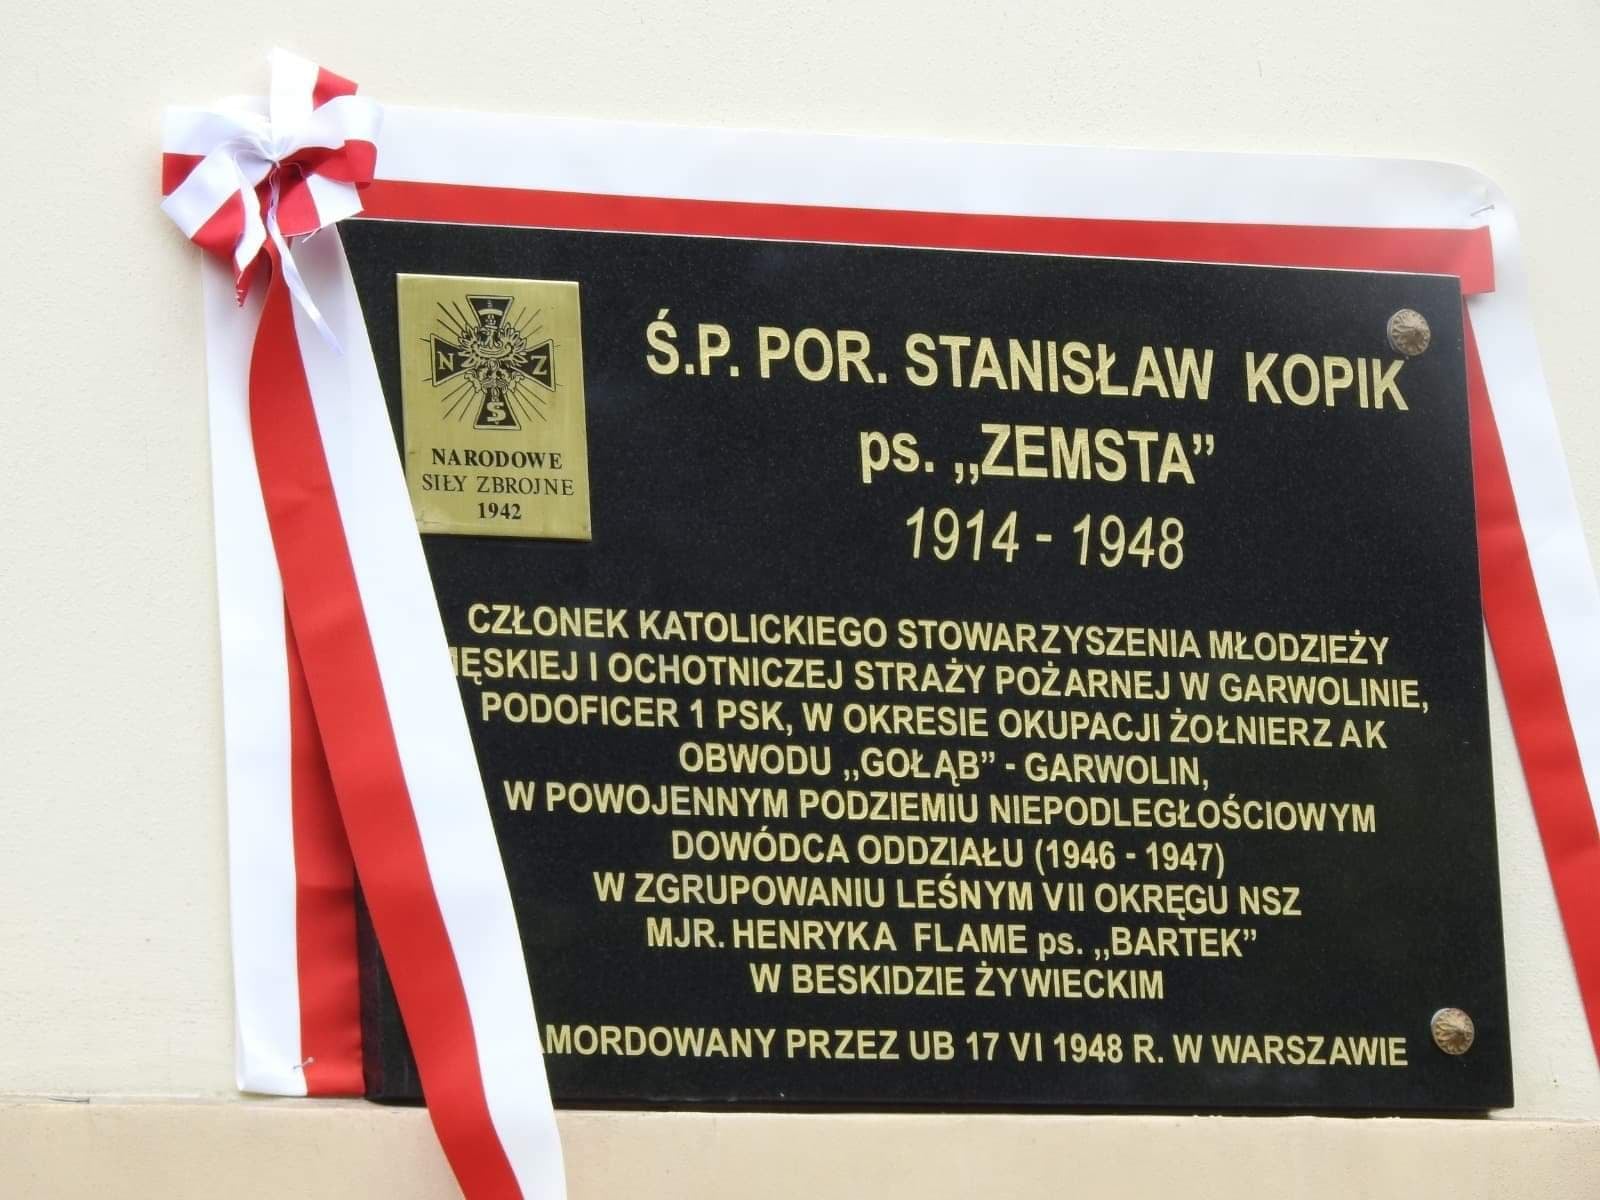 N Z
S
NARODOWE
SIŁY ZBROJNE
1942
Ś.P. POR. STANISŁAW KOPIK
ps. ,,ZEMSTA"
1914 - 1948
CZŁONEK KATOLICKIEGO STOWARZYSZENIA MŁODZIEŻY
MĘSKIEJ I OCHOTNICZEJ STRAŻY POŻARNEJ W GARWOLINIE,
PODOFICER 1 PSK, W OKRESIE OKUPACJI ŻOŁNIERZ AK
OBWODU ,,GOŁĄB" - GARWOLIN,
W POWOJENNYM PODZIEMIU NIEPODLEGŁOŚCIOWYM
DOWÓDCA ODDZIAŁU (1946 - 1947)
W ZGRUPOWANIU LEŚNYM VII OKRĘGU NSZ
MJR. HENRYKA FLAME ps. ,,BARTEK"
W BESKIDZIE ŻYWIECKIM
AMORDOWANY PRZEZ UB 17 VI 1948 R. W WARSZAWIE